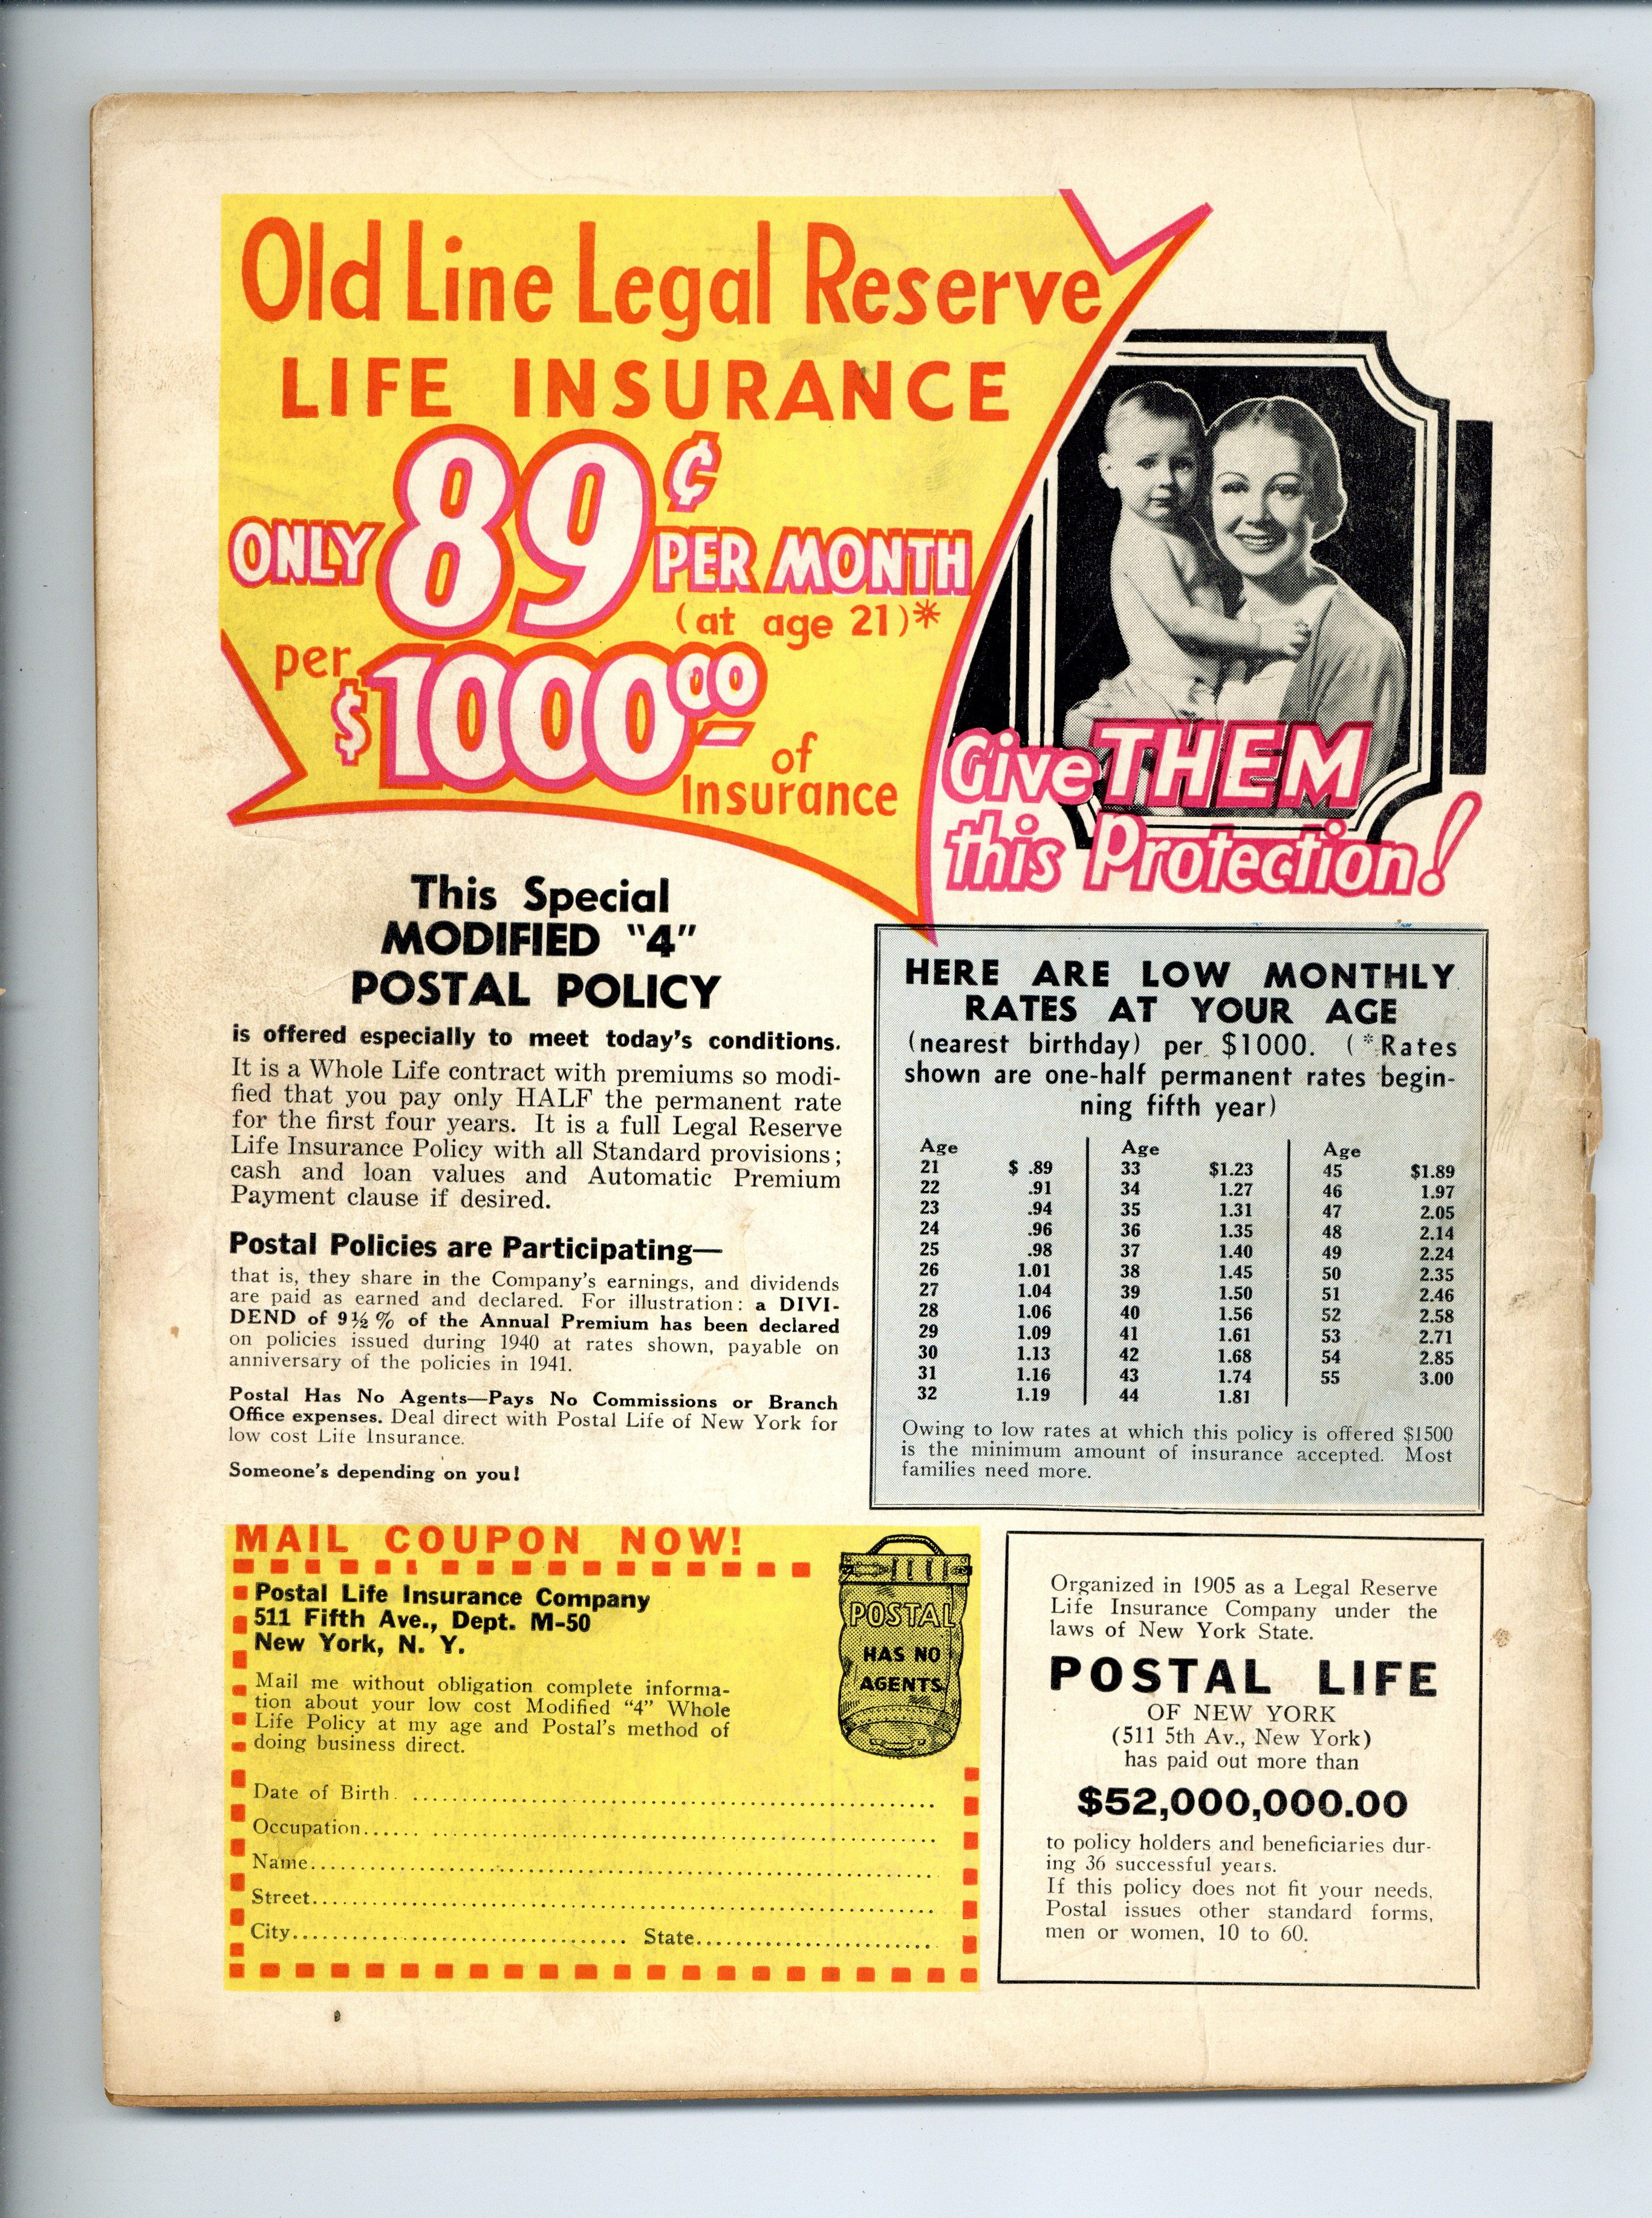 Old Line Legal Reserve
LIFE INSURANCE
ONLY 89¢ PER MONTH
(at age 21)*
per $1000.00
of
Insurance
Give THEM
this Protection!
This Special
MODIFIED "4"
POSTAL POLICY
is offered especially to meet today's conditions.
It is a Whole Life contract with premiums so modi-
fied that you pay only HALF the permanent rate
for the first four years. It is a full Legal Reserve
Life Insurance Policy with all Standard provisions;
cash and loan values and Automatic Premium
Payment clause if desired.
Postal Policies are Participating—
that is, they share in the Company's earnings, and dividends
are paid as earned and declared. For illustration: a DIVI-
DEND of 9½% of the Annual Premium has been declared
on policies issued during 1940 at rates shown, payable on
anniversary of the policies in 1941.
Postal Has No Agents—Pays No Commissions or Branch
Office expenses. Deal direct with Postal Life of New York for
low cost Life Insurance.
Someone's depending on you!
HERE ARE LOW MONTHLY
RATES AT YOUR AGE
(nearest birthday) per $1000. (*Rates
shown are one-half permanent rates begin-
ning fifth year)
Age Age Age
21 $ .89 33 $1.23 45 $1.89
22 .91 34 1.27 46 1.97
23 .94 35 1.31 47 2.05
24 .96 36 1.35 48 2.14
25 .98 37 1.40 49 2.24
26 1.01 38 1.45 50 2.35
27 1.04 39 1.50 51 2.46
28 1.06 40 1.56 52 2.58
29 1.09 41 1.61 53 2.71
30 1.13 42 1.68 54 2.85
31 1.16 43 1.74 55 3.00
32 1.19 44 1.81
Owing to low rates at which this policy is offered $1500
is the minimum amount of insurance accepted. Most
families need more.
MAIL COUPON NOW!
Postal Life Insurance Company
511 Fifth Ave., Dept. M-50
New York, N. Y.
Mail me without obligation complete informa-
tion about your low cost Modified "4" Whole
Life Policy at my age and Postal's method of
doing business direct.
POSTAL
HAS NO
AGENTS
Date of Birth
Occupation
Name
Street
City State
Organized in 1905 as a Legal Reserve
Life Insurance Company under the
laws of New York State.
POSTAL LIFE
OF NEW YORK
(511 5th Av., New York)
has paid out more than
$52,000,000.00
to policy holders and beneficiaries dur-
ing 36 successful years.
If this policy does not fit your needs,
Postal issues other standard forms,
men or women, 10 to 60.